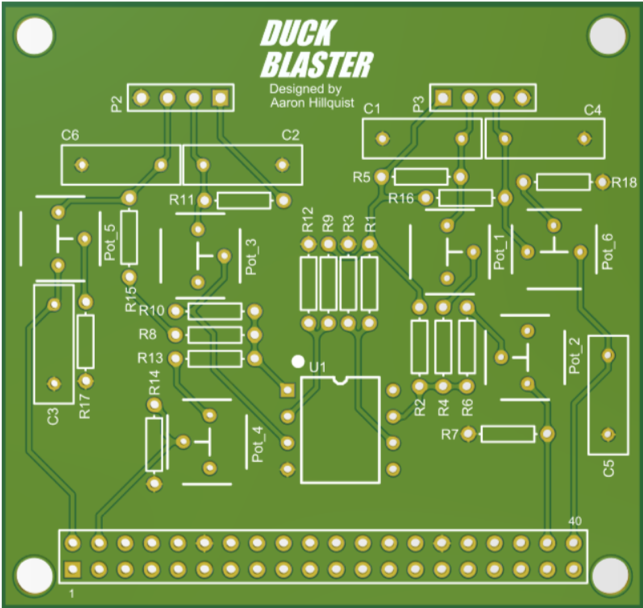 DUCK
BLASTER
Designed by
Aaron Hillquist
P2
P3
C1
C4
C6
C2
R5
R18
R11
R16
R12
R9
R3
R1
Pot_5
Pot_3
Pot_1
Pot_6
R15
R10
R8
R13
U1
Pot_2
R14
R17
C3
R2
R4
R6
Pot_4
R7
C5
40
1